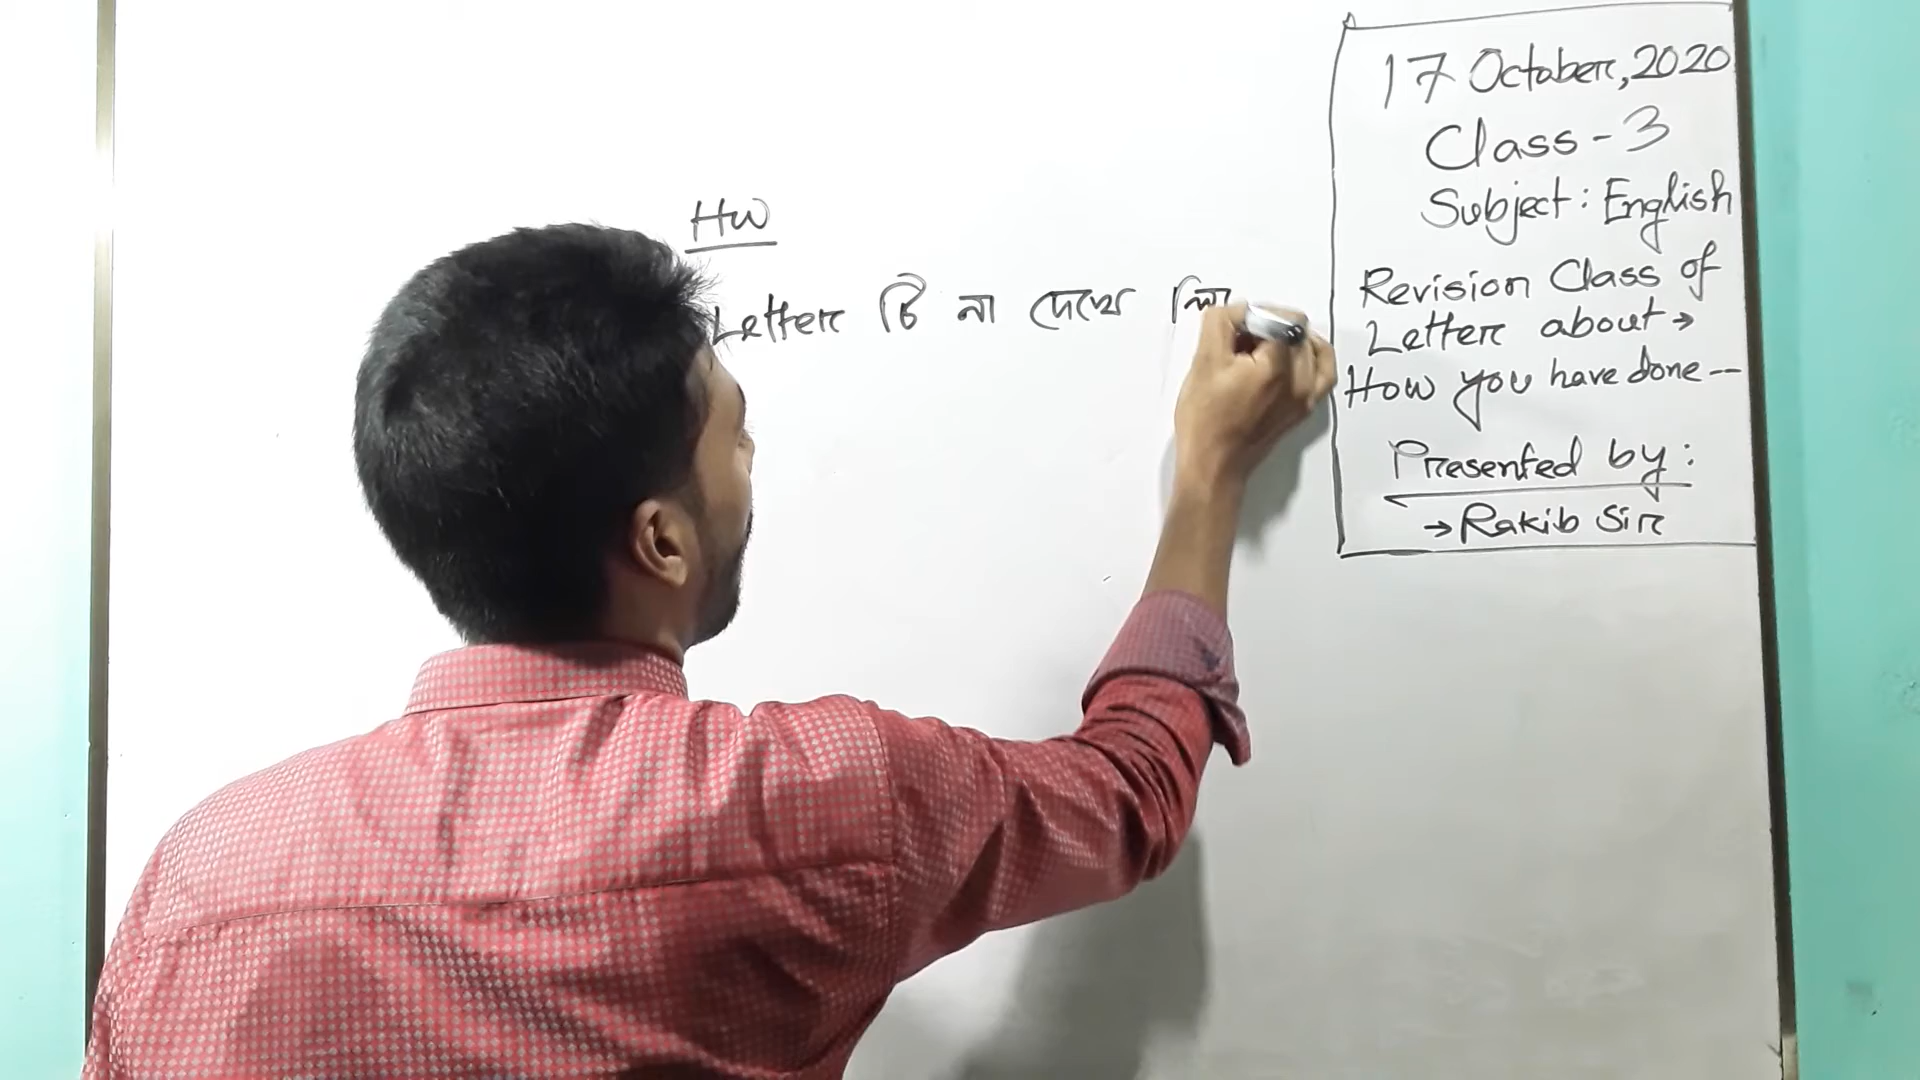 HW
Letter টি না দেখে
17 October, 2020
Class - 3
Subject : English
Revision Class of
Letter about →
How you have done --
Presented by :
→ Rakib Sir